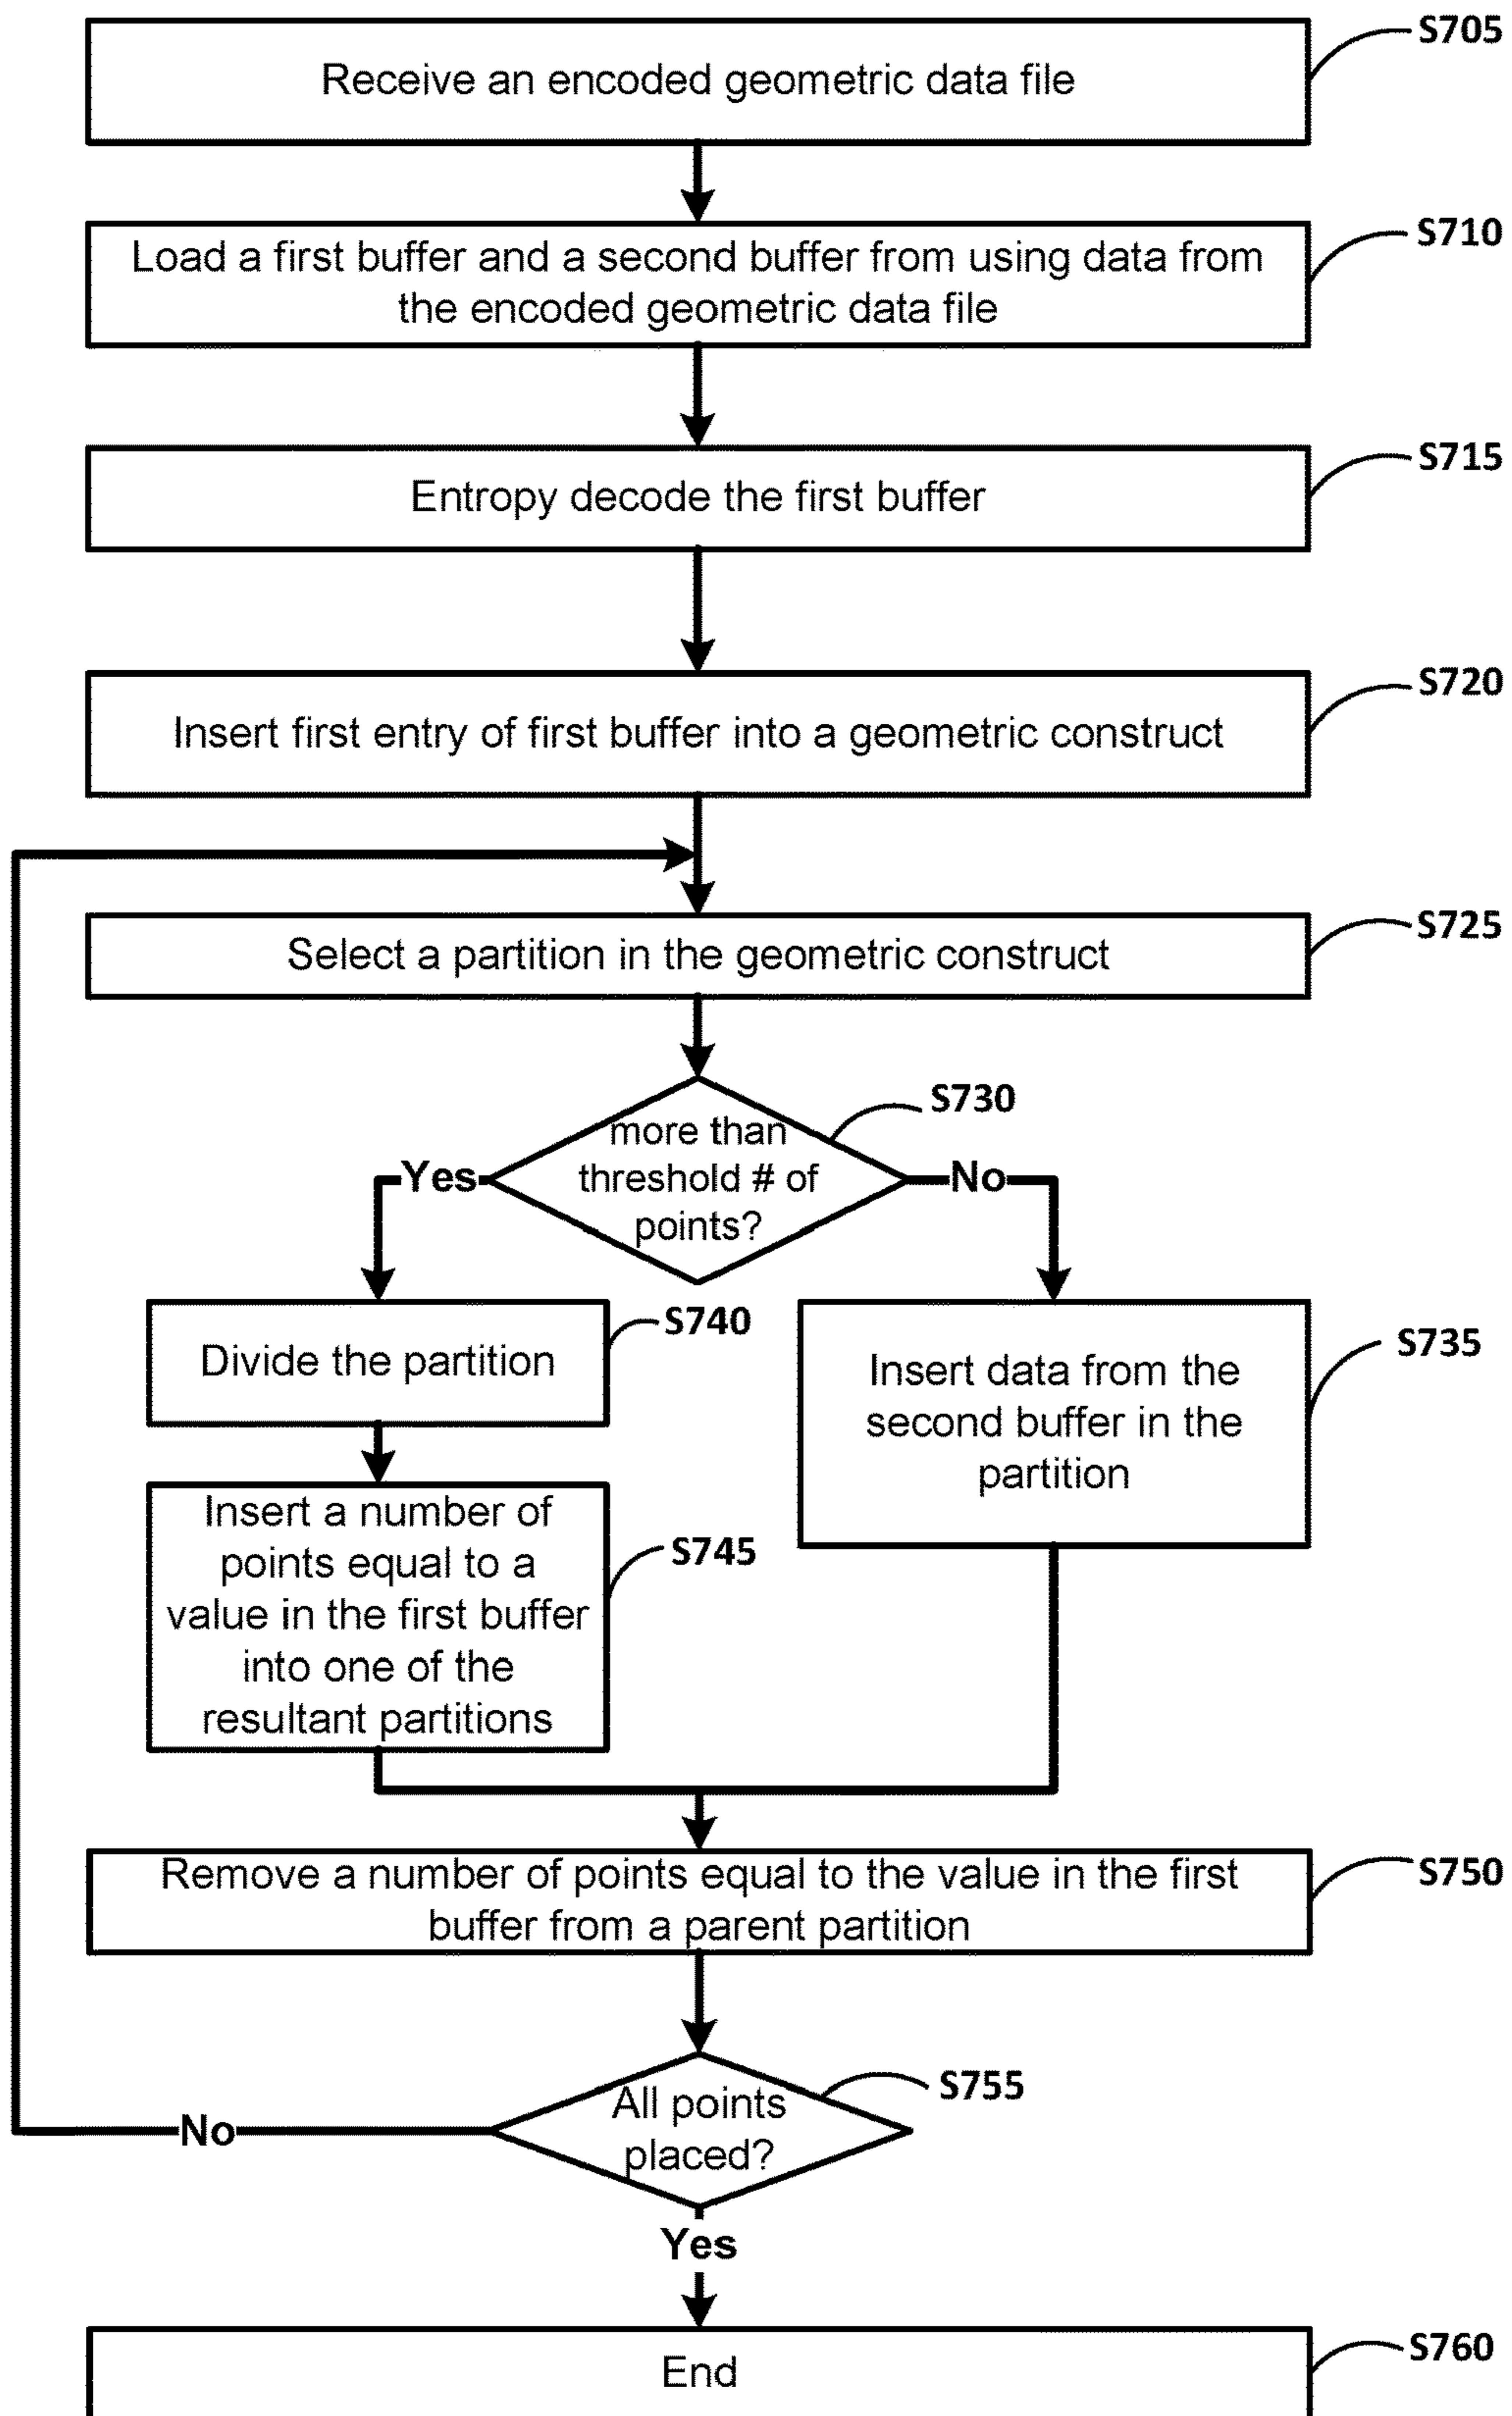 S705
Receive an encoded geometric data file
S710
Load a first buffer and a second buffer from using data from
the encoded geometric data file
S715
Entropy decode the first buffer
S720
Insert first entry of first buffer into a geometric construct
S725
Select a partition in the geometric construct
S730
more than
threshold # of
points?
Yes
No
S740
Divide the partition
S735
Insert data from the
second buffer in the
partition
S745
Insert a number of
points equal to a
value in the first buffer
into one of the
resultant partitions
S750
Remove a number of points equal to the value in the first
buffer from a parent partition
S755
All points
placed?
No
Yes
S760
End